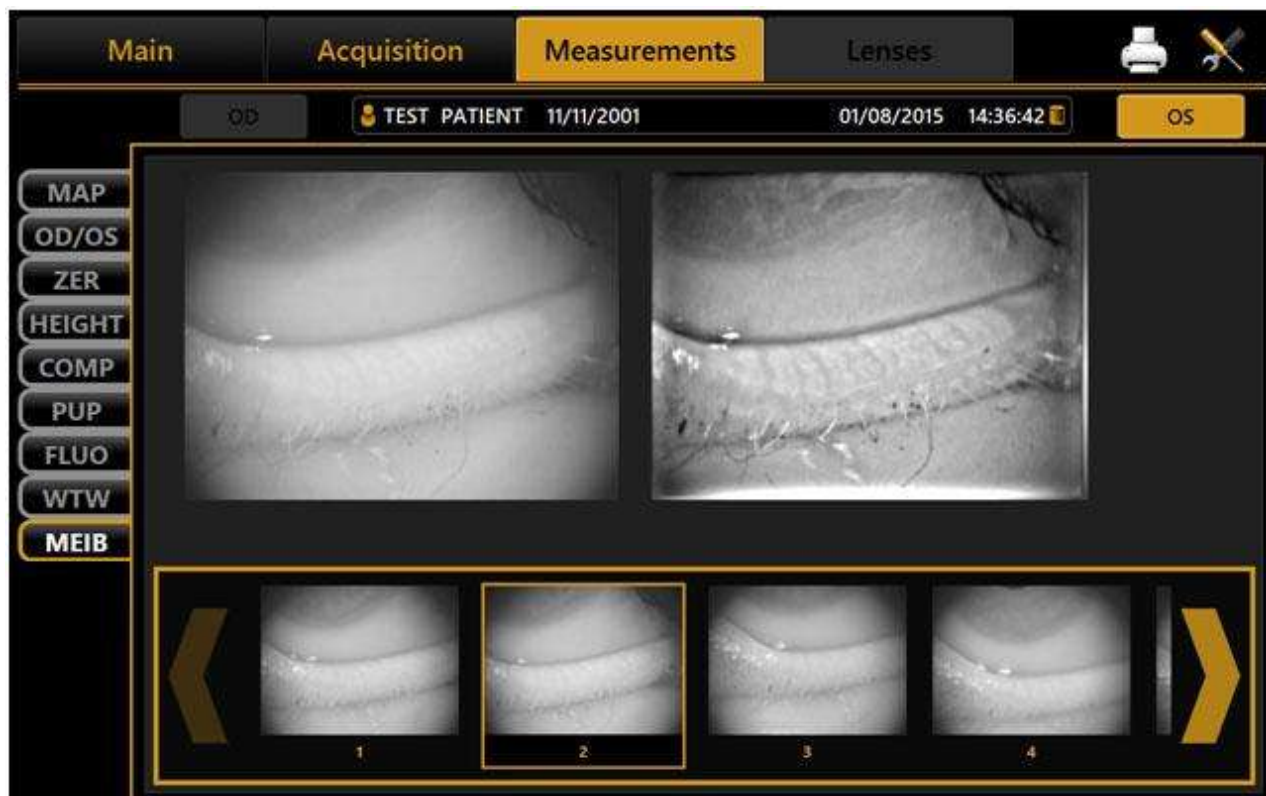 Main Acquisition Measurements Lenses
OD TEST PATIENT 11/11/2001 01/08/2015 14:36:42 OS
MAP
OD/OS
ZER
HEIGHT
COMP
PUP
FLUO
WTW
MEIB
1 2 3 4